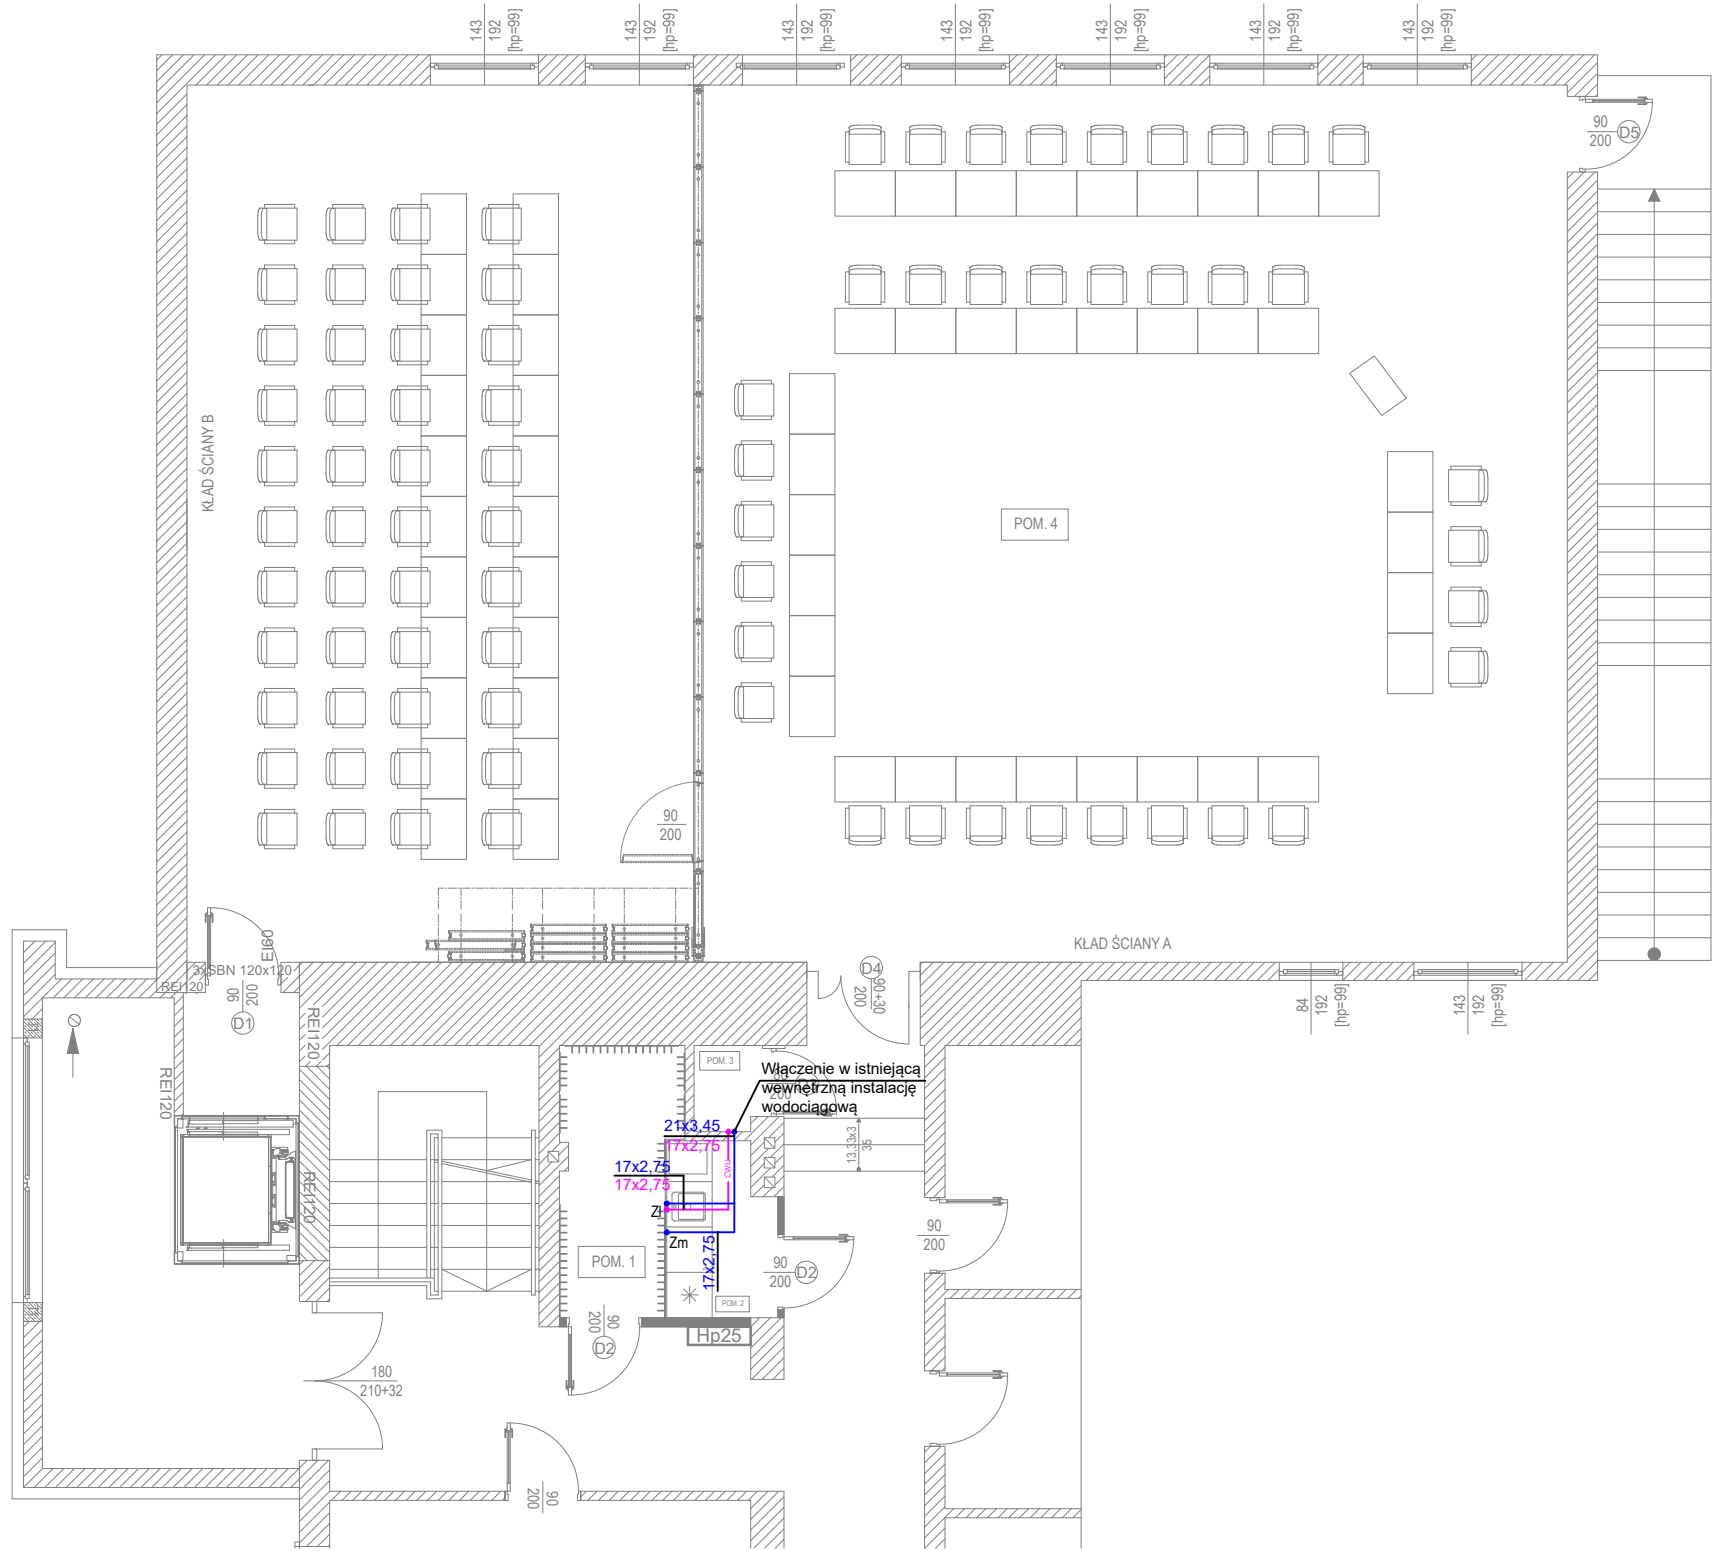 143
192
[hp=99]
143
192
[hp=99]
143
192
[hp=99]
143
192
[hp=99]
143
192
[hp=99]
143
192
[hp=99]
143
192
[hp=99]
90
200
D5
KŁAD ŚCIANY B
POM. 4
90
200
KŁAD ŚCIANY A
EI60
3xSBN 120x120
REI120
90
200
D1
REI120
REI120
REI120
D4
90+30
200
84
192
[hp=99]
143
192
[hp=99]
POM. 3
Włączenie w istniejącą
wewnętrzną instalację
wodociągową
80
200
21x3,45
17x2,75
17x2,75
17x2,75
CWU
13,33x3
35
Zl
Zm
17x2,75
POM. 1
POM. 2
90
200
D2
90
200
90
200
D2
Hp25
180
210+32
90
200